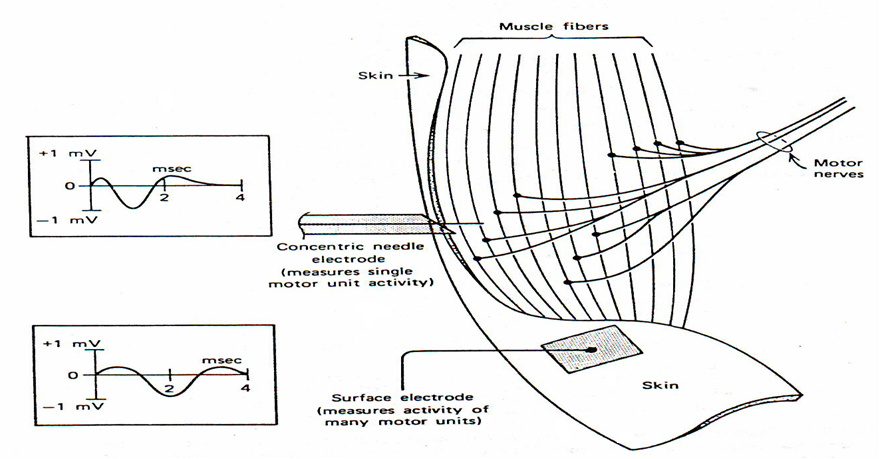 Muscle fibers
Skin
+1 mV
msec
0
2
4
−1 mV
Motor
nerves
Concentric needle
electrode
(measures single
motor unit activity)
+1 mV
msec
0
2
4
−1 mV
Surface electrode
(measures activity of
many motor units)
Skin